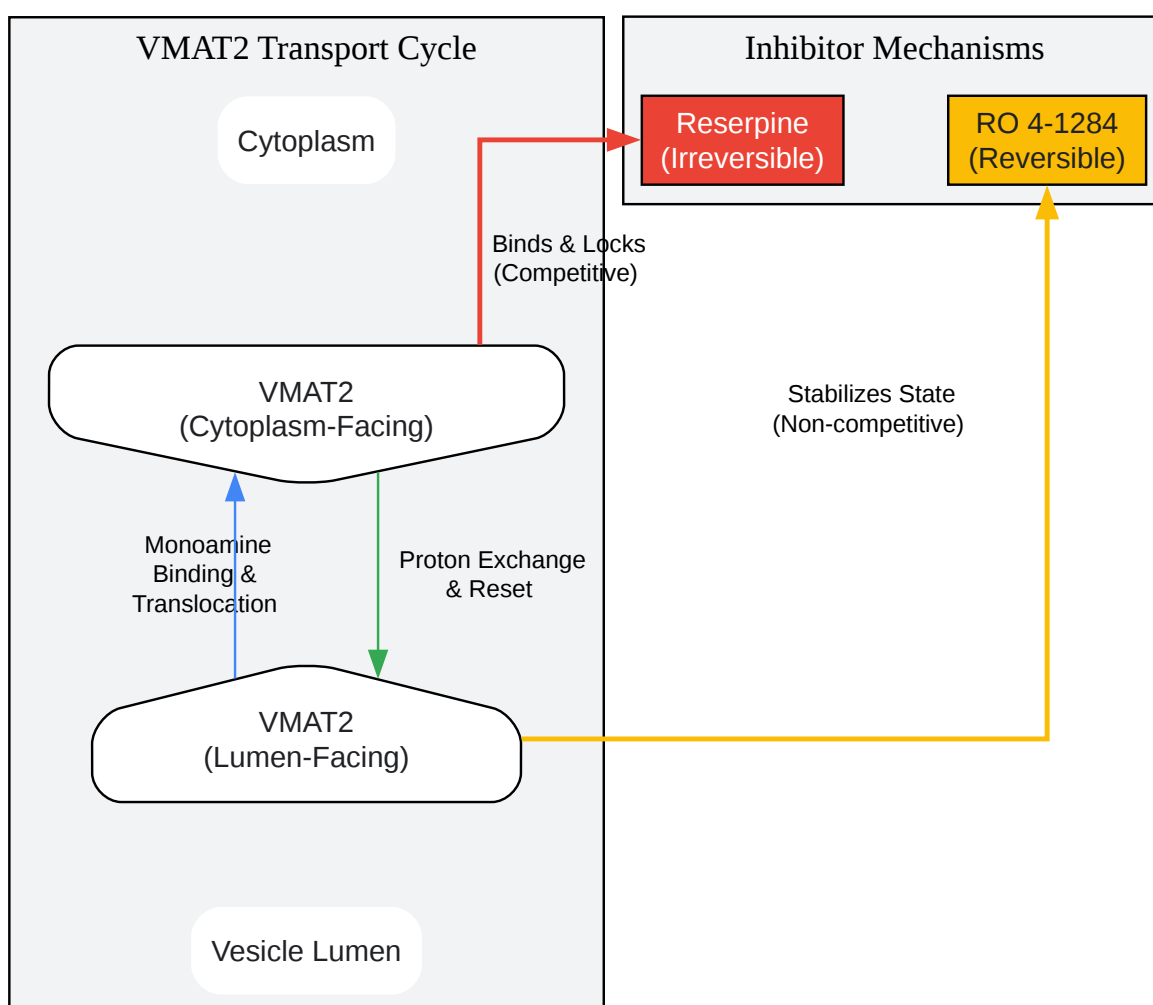 VMAT2 Transport Cycle
Inhibitor Mechanisms
Cytoplasm
Reserpine
(Irreversible)
RO 4-1284
(Reversible)
Binds & Locks
(Competitive)
VMAT2
(Cytoplasm-Facing)
Stabilizes State
(Non-competitive)
Monoamine
Binding &
Translocation
Proton Exchange
& Reset
VMAT2
(Lumen-Facing)
Vesicle Lumen